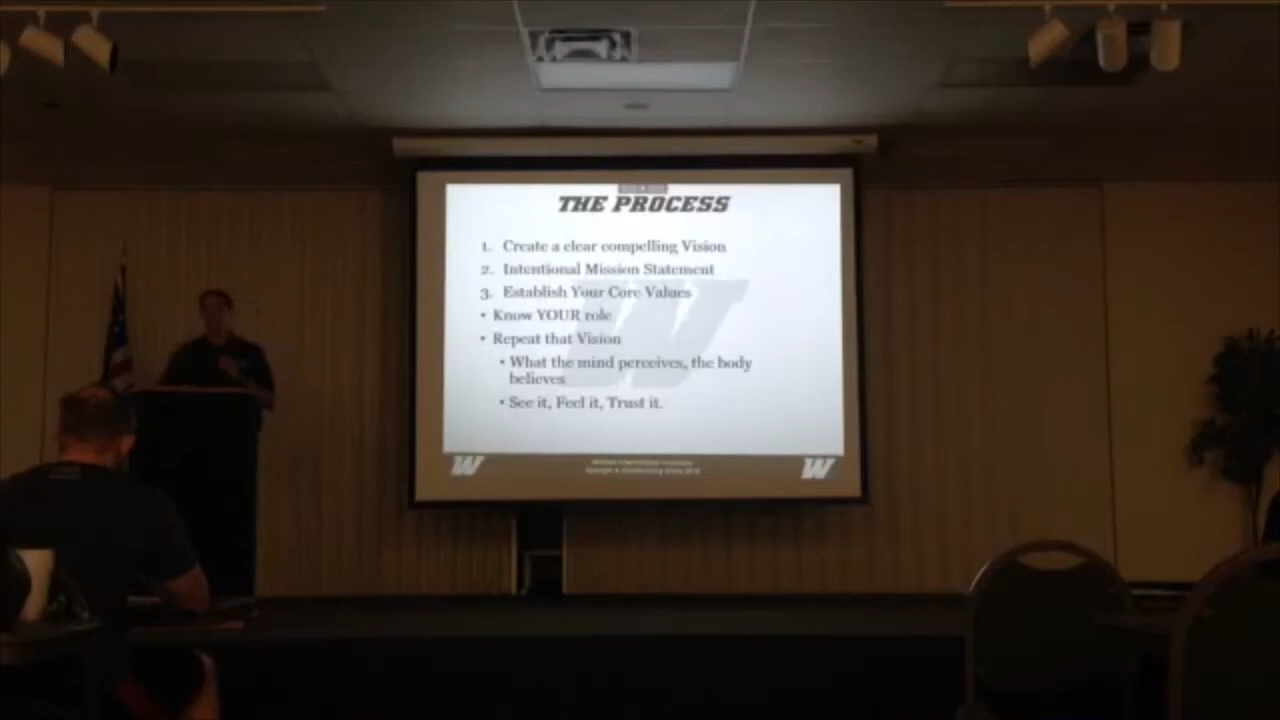 THE PROCESS
1. Create a clear compelling Vision
2. Intentional Mission Statement
3. Establish Your Core Values
• Know YOUR role
• Repeat that Vision
• What the mind perceives, the body
believes
• See it, Feel it, Trust it.
W
W
W